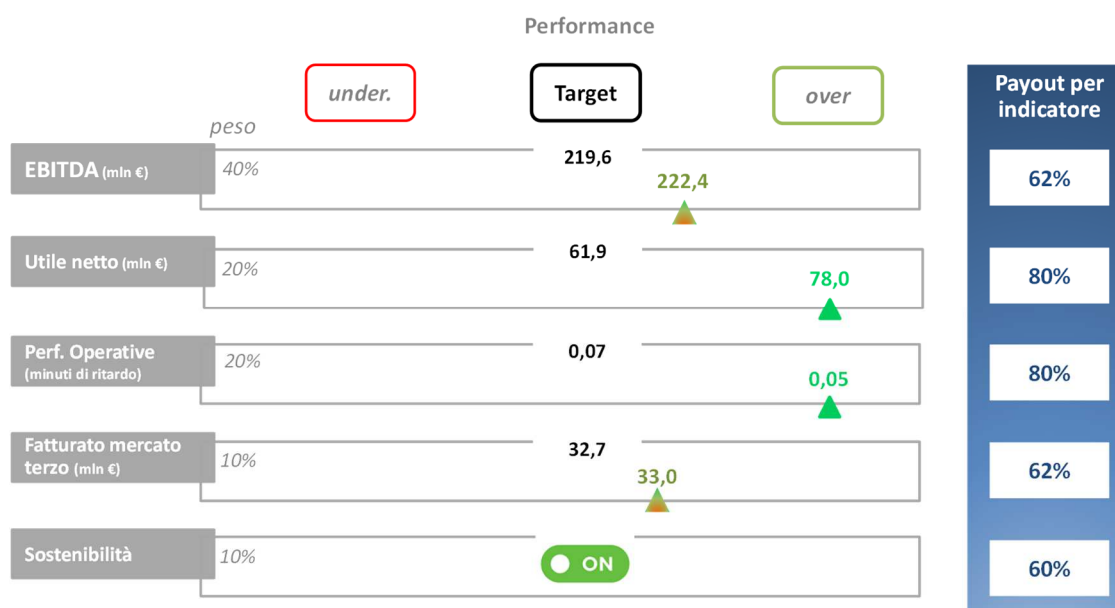 Performance
under.
Target
over
Payout per
indicatore
peso
EBITDA (mln €)
40%
219,6
222,4
62%
Utile netto (mln €)
20%
61,9
78,0
80%
Perf. Operative
(minuti di ritardo)
20%
0,07
0,05
80%
Fatturato mercato
terzo (mln €)
10%
32,7
33,0
62%
Sostenibilità
10%
ON
60%